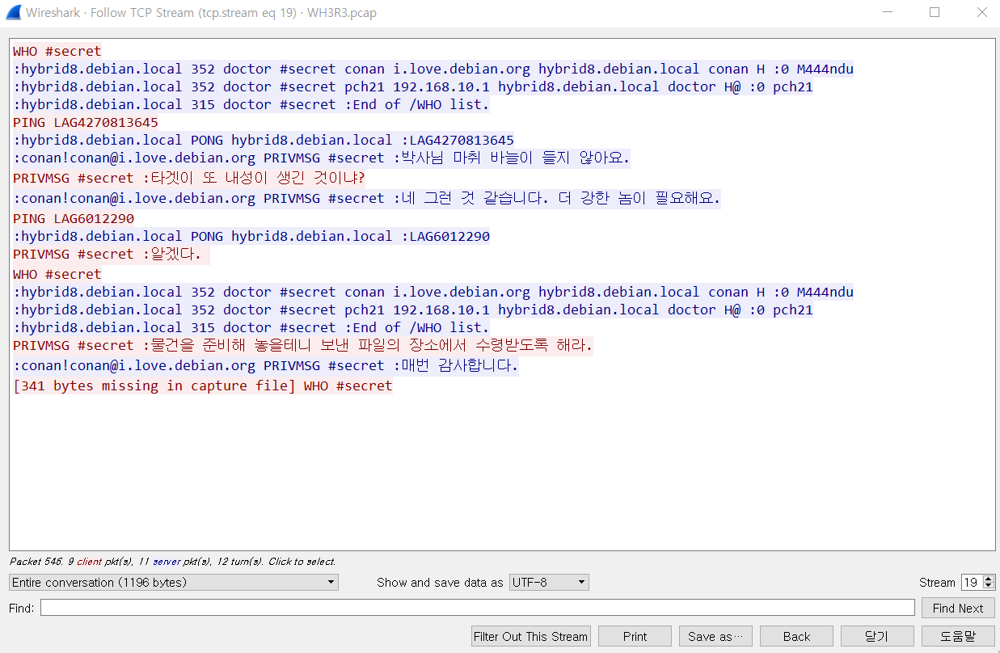 Wireshark · Follow TCP Stream (tcp.stream eq 19) · WH3R3.pcap
WHO #secret
:hybrid8.debian.local 352 doctor #secret conan i.love.debian.org hybrid8.debian.local conan H :0 M444ndu
:hybrid8.debian.local 352 doctor #secret pch21 192.168.10.1 hybrid8.debian.local doctor H@ :0 pch21
:hybrid8.debian.local 315 doctor #secret :End of /WHO list.
PING LAG4270813645
:hybrid8.debian.local PONG hybrid8.debian.local :LAG4270813645
:conan!conan@i.love.debian.org PRIVMSG #secret :박사님 마취 바늘이 들지 않아요.
PRIVMSG #secret :타겟이 또 내성이 생긴 것이냐?
:conan!conan@i.love.debian.org PRIVMSG #secret :네 그런 것 같습니다. 더 강한 놈이 필요해요.
PING LAG6012290
:hybrid8.debian.local PONG hybrid8.debian.local :LAG6012290
PRIVMSG #secret :알겠다.
WHO #secret
:hybrid8.debian.local 352 doctor #secret conan i.love.debian.org hybrid8.debian.local conan H :0 M444ndu
:hybrid8.debian.local 352 doctor #secret pch21 192.168.10.1 hybrid8.debian.local doctor H@ :0 pch21
:hybrid8.debian.local 315 doctor #secret :End of /WHO list.
PRIVMSG #secret :물건을 준비해 놓을테니 보낸 파일의 장소에서 수령받도록 해라.
:conan!conan@i.love.debian.org PRIVMSG #secret :매번 감사합니다.
[341 bytes missing in capture file] WHO #secret
Packet 546. 9 client pkt(s), 11 server pkt(s), 12 turn(s). Click to select.
Entire conversation (1196 bytes) Show and save data as UTF-8 Stream 19
Find: Find Next
Filter Out This Stream Print Save as… Back 닫기 도움말